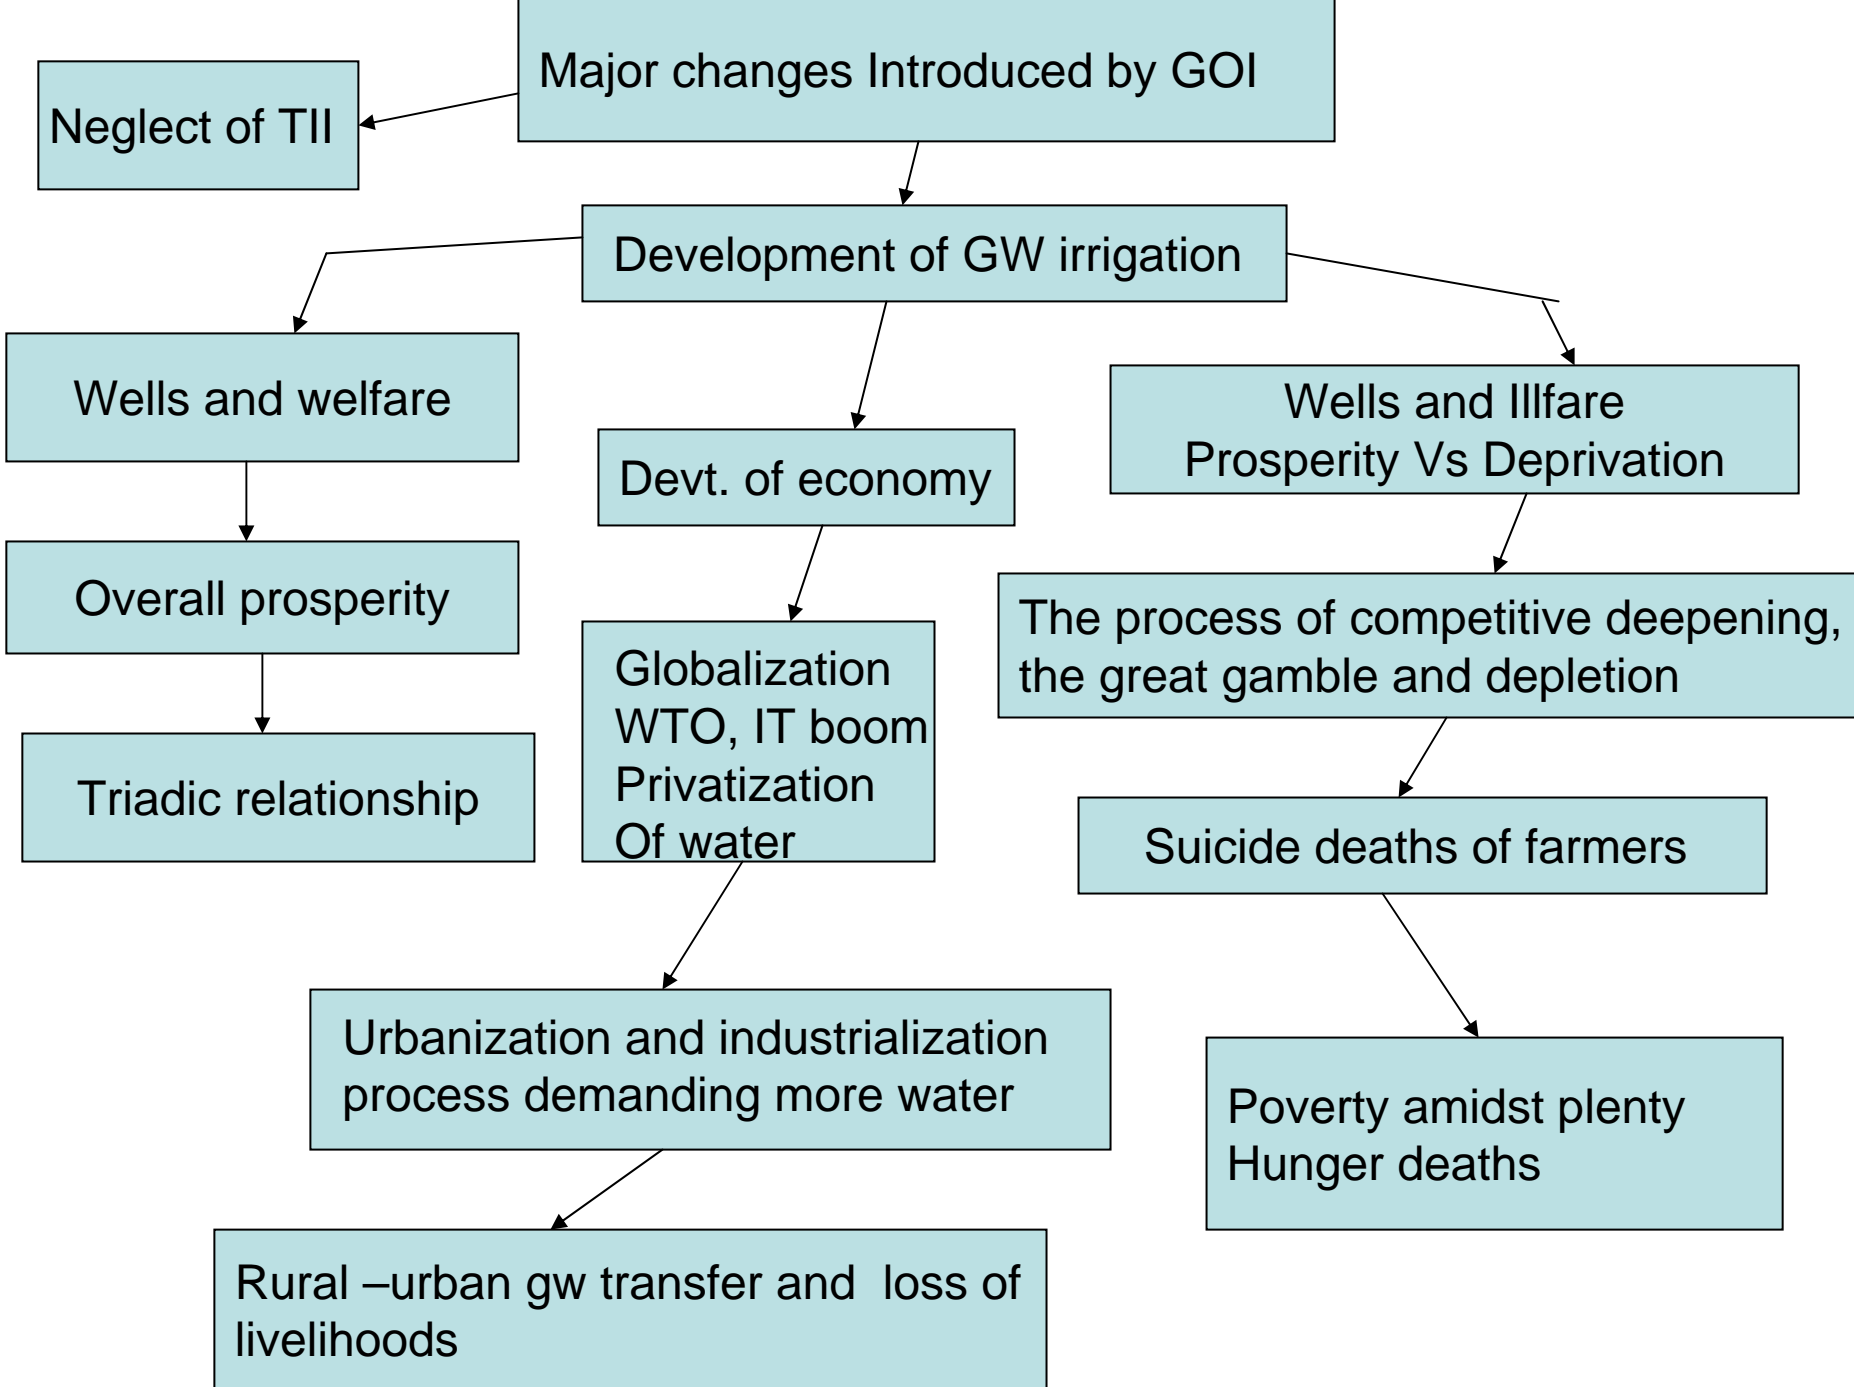 Major changes Introduced by GOI
Neglect of TII
Development of GW irrigation
Wells and welfare
Devt. of economy
Wells and Illfare
Prosperity Vs Deprivation
Overall prosperity
Globalization
WTO, IT boom
Privatization
Of water
The process of competitive deepening,
the great gamble and depletion
Triadic relationship
Suicide deaths of farmers
Urbanization and industrialization
process demanding more water
Poverty amidst plenty
Hunger deaths
Rural –urban gw transfer and  loss of
livelihoods